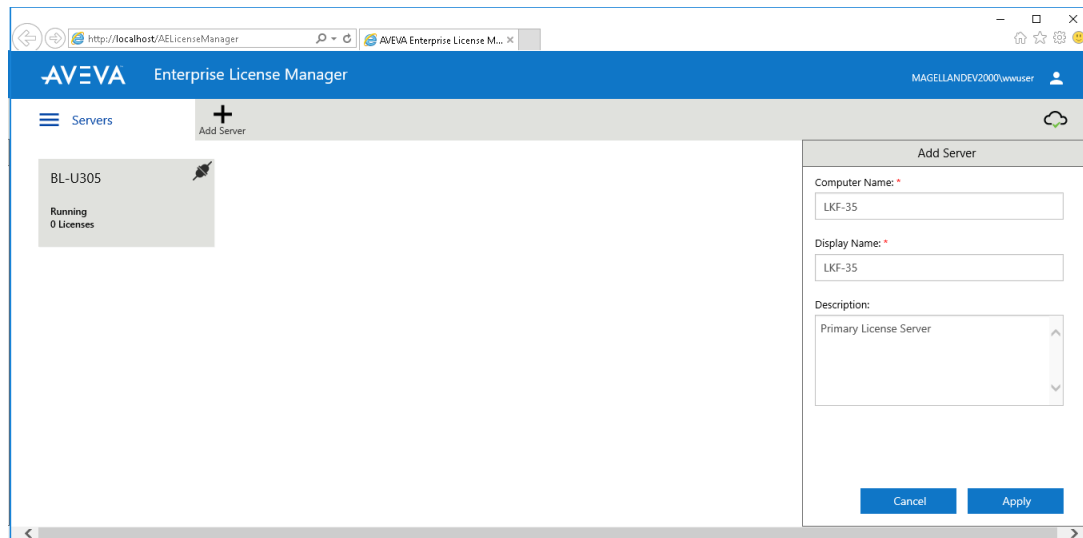 http://localhost/AELicenseManager
AVEVA Enterprise License M...
AVEVA Enterprise License Manager
MAGELLANDEV2000\wwuser
Servers
Add Server
Add Server
BL-U305
Running
0 Licenses
Computer Name: *
LKF-35
Display Name: *
LKF-35
Description:
Primary License Server
Cancel Apply